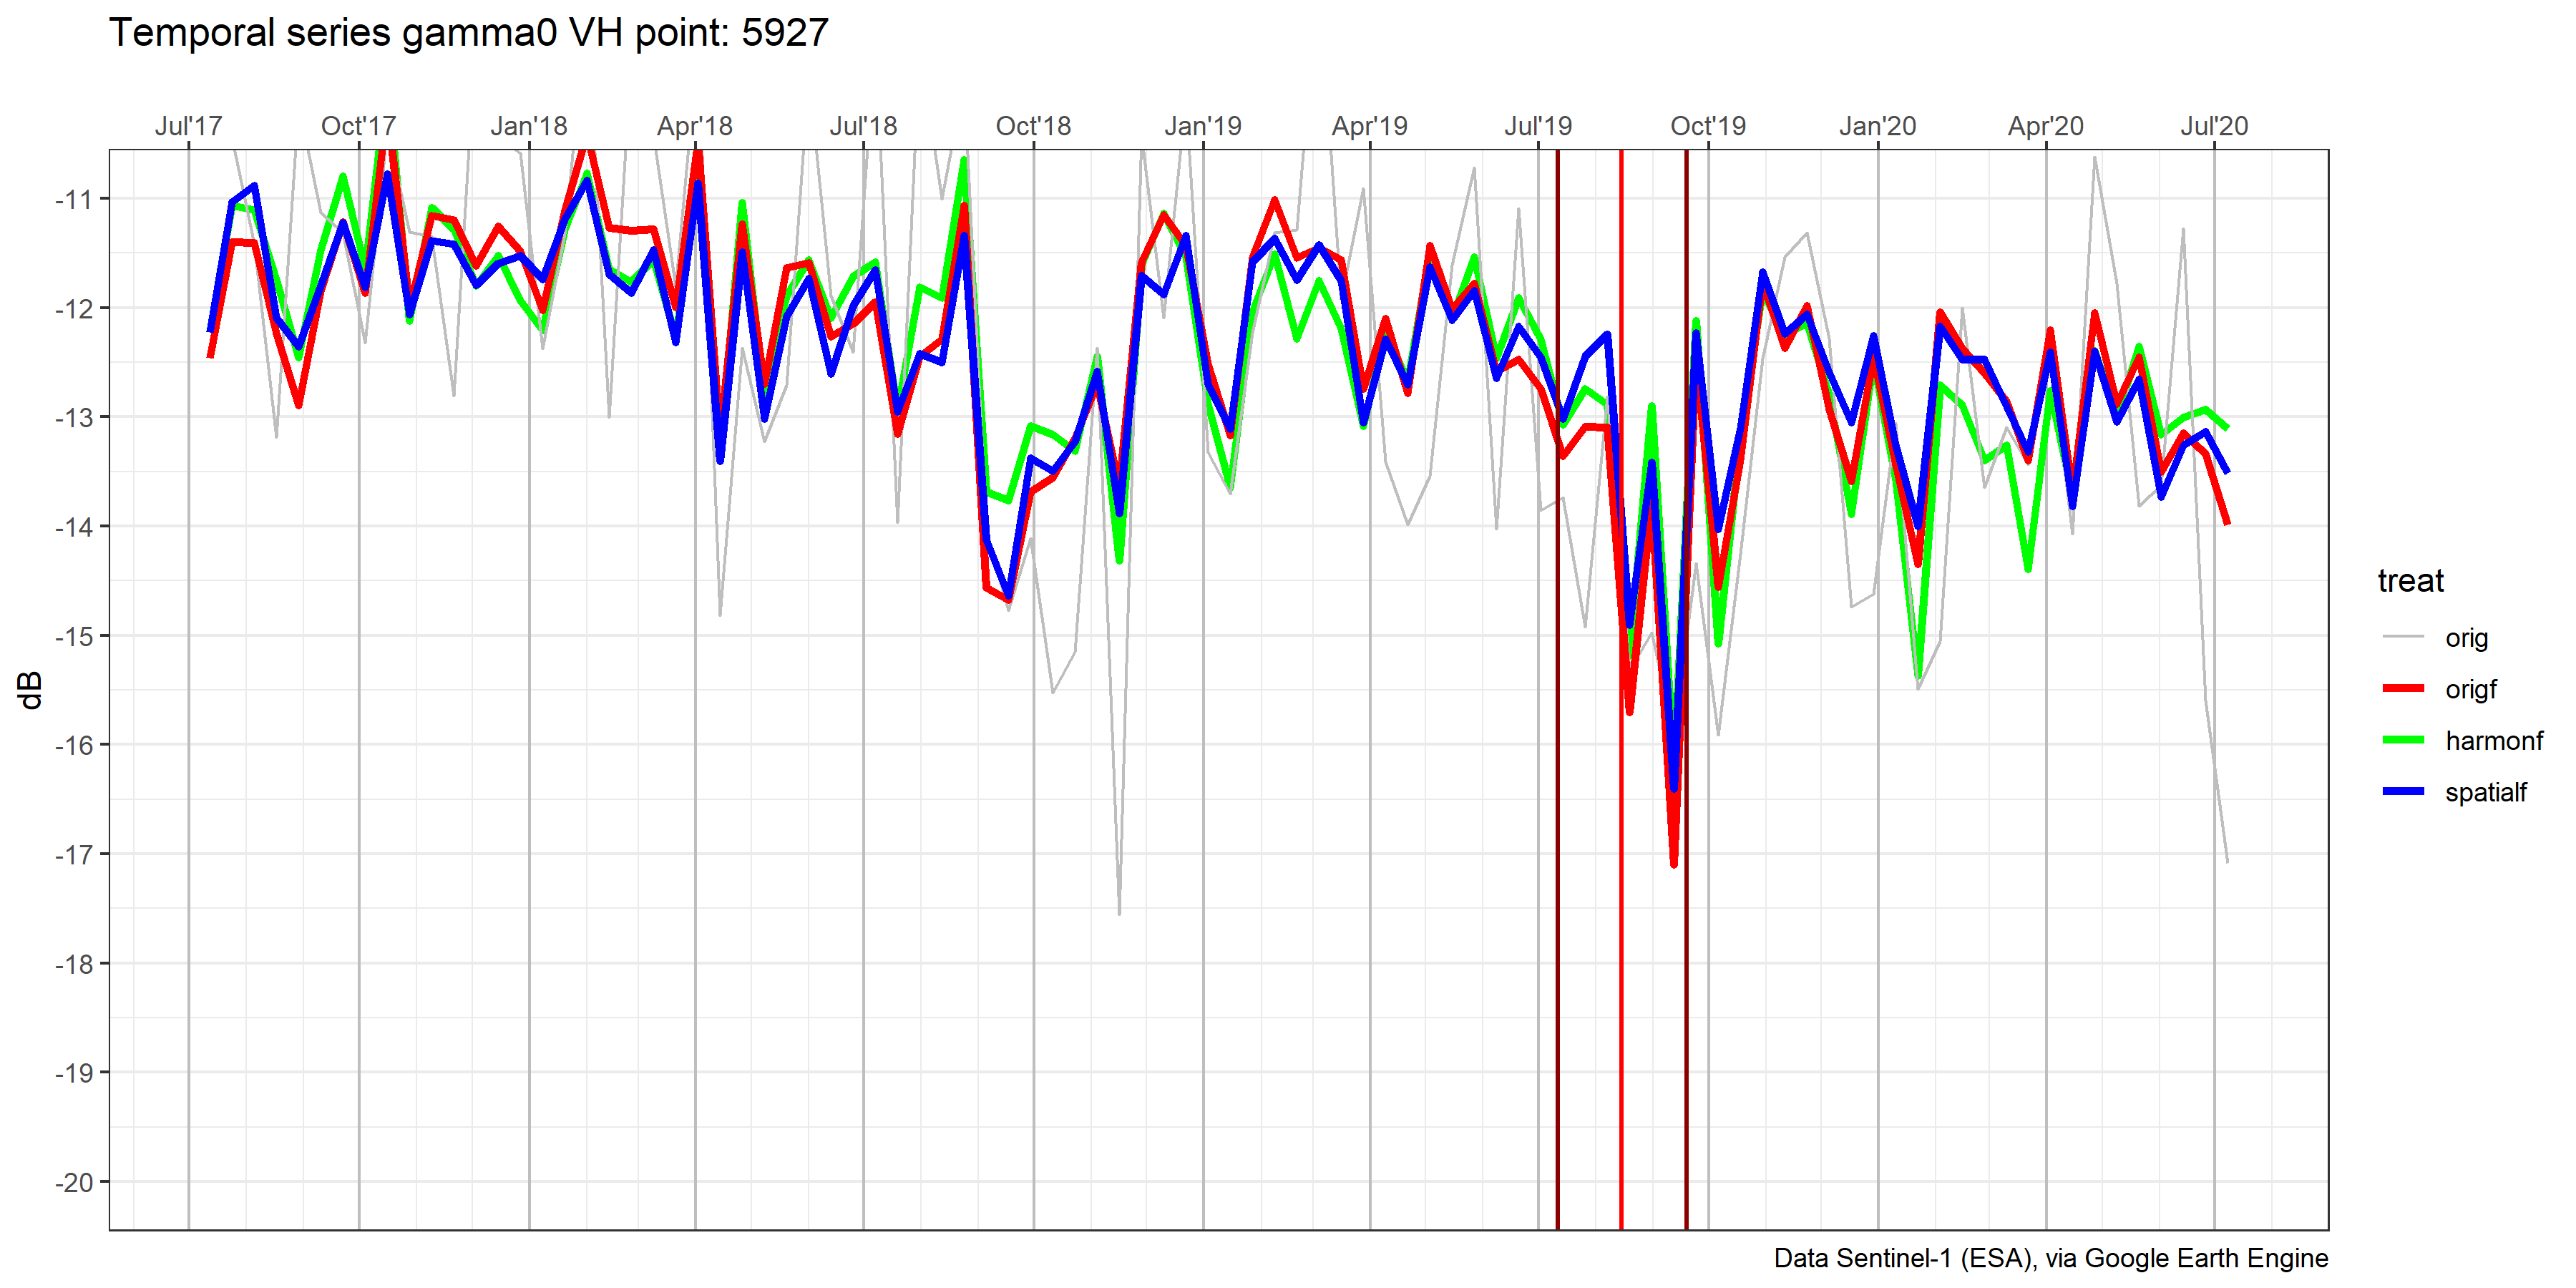 Temporal series gamma0 VH point: 5927
Jul'17 Oct'17 Jan'18 Apr'18 Jul'18 Oct'18 Jan'19 Apr'19 Jul'19 Oct'19 Jan'20 Apr'20 Jul'20
-11
-12
-13
-14
-15
-16
-17
-18
-19
-20
dB
treat
orig
origf
harmonf
spatialf
Data Sentinel-1 (ESA), via Google Earth Engine